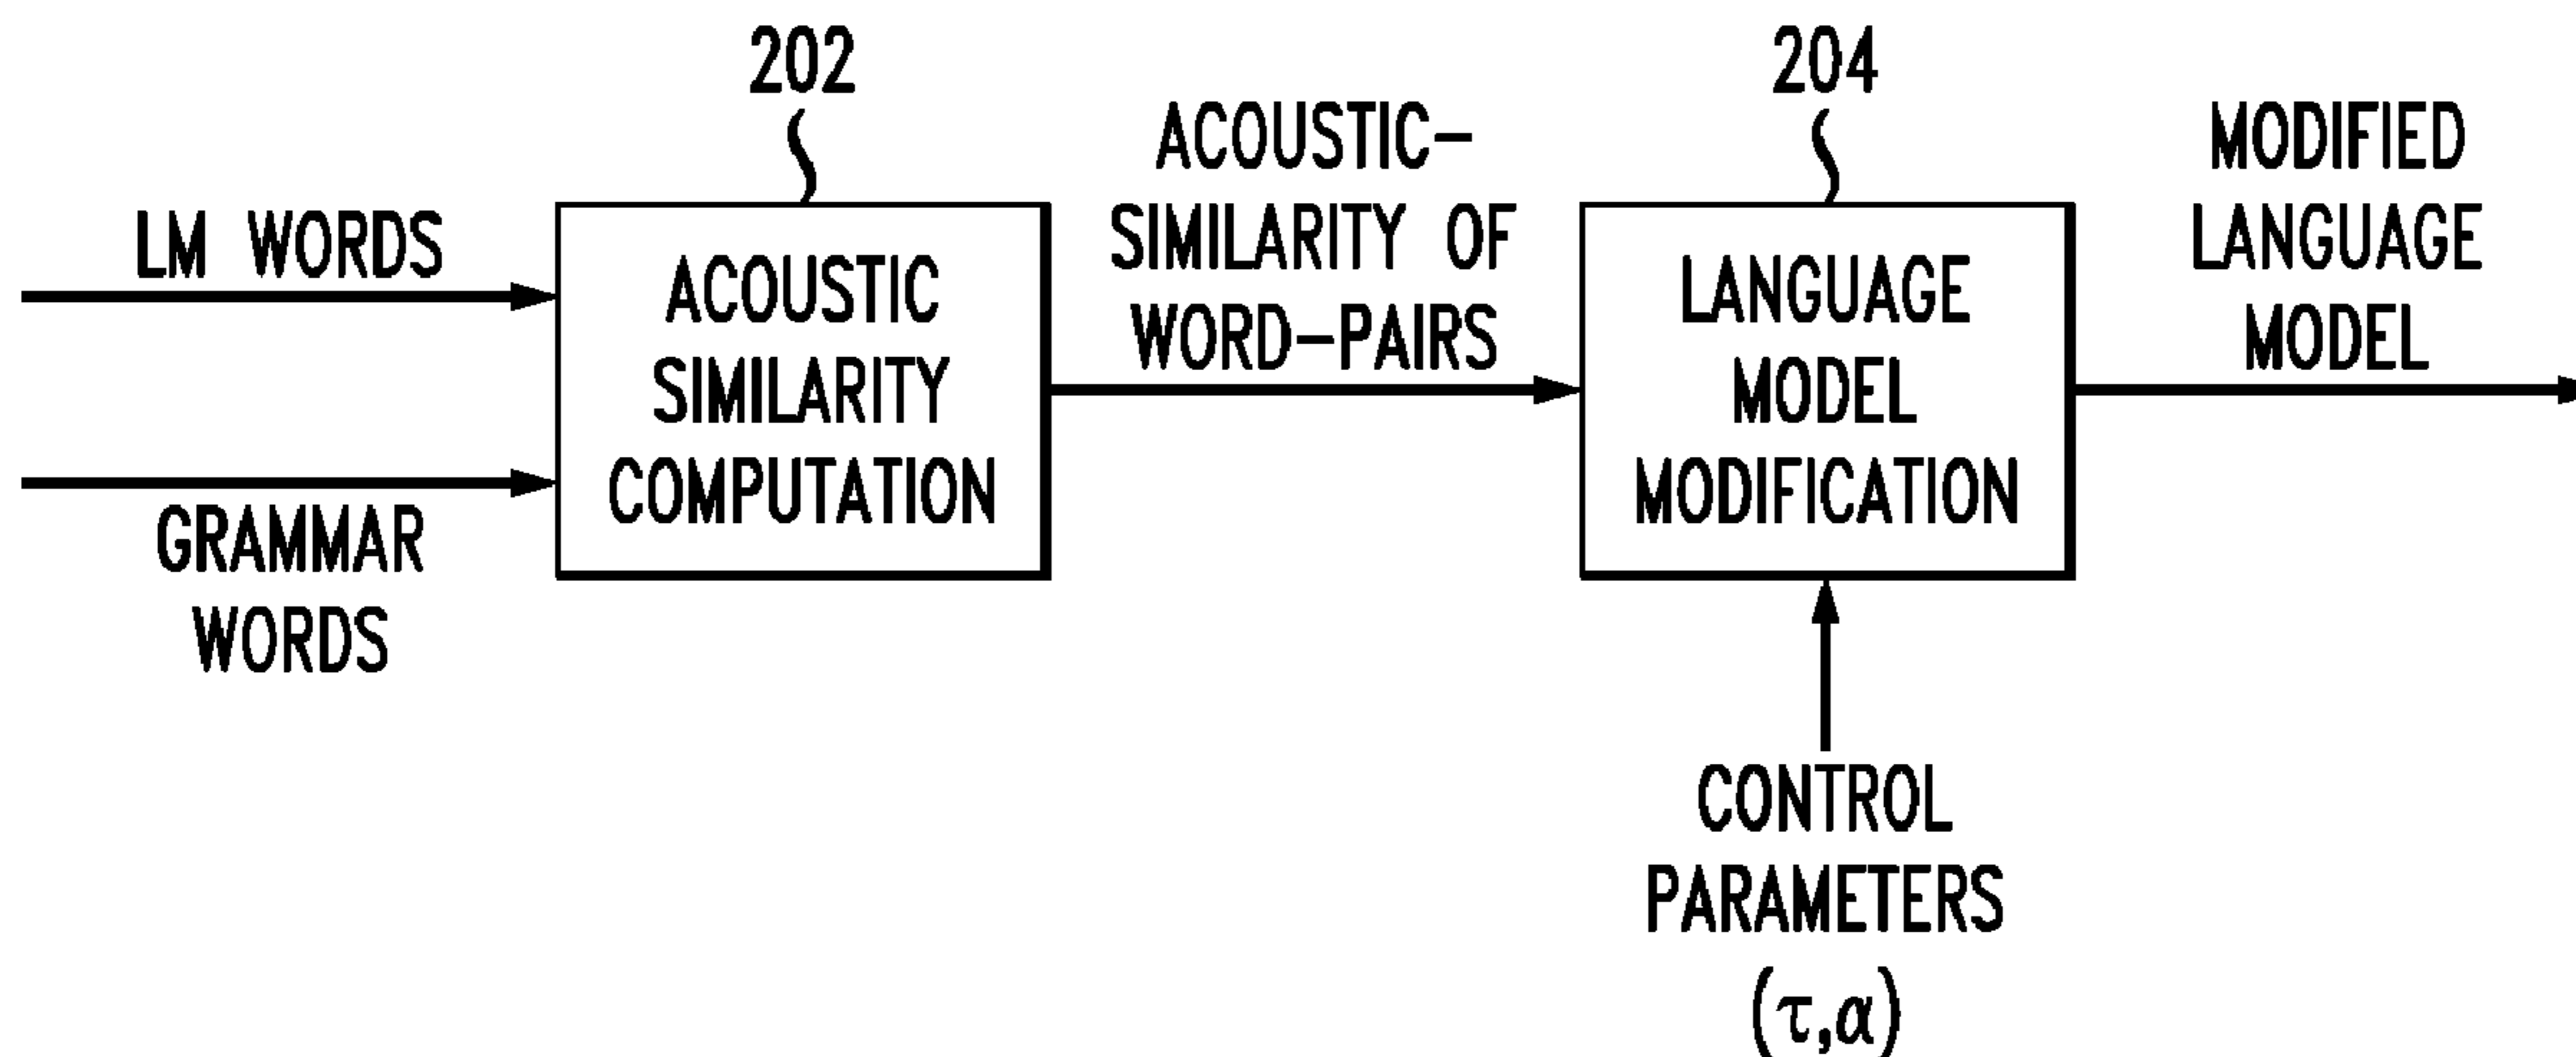 202
204
LM WORDS
GRAMMAR
WORDS
ACOUSTIC
SIMILARITY
COMPUTATION
ACOUSTIC-
SIMILARITY OF
WORD-PAIRS
LANGUAGE
MODEL
MODIFICATION
MODIFIED
LANGUAGE
MODEL
CONTROL
PARAMETERS
(τ,α)